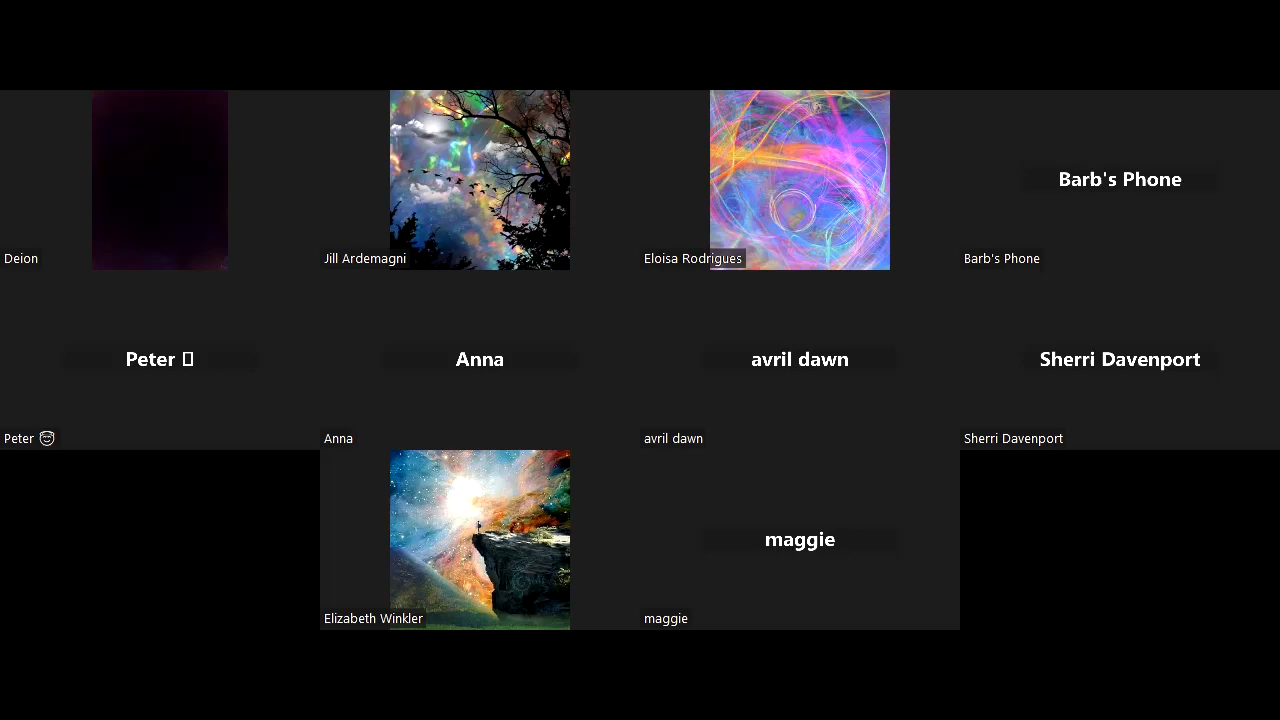 Barb's Phone
Deion
Jill Ardemagni
Eloisa Rodrigues
Barb's Phone
Peter
Anna
avril dawn
Sherri Davenport
Peter 😇
Anna
avril dawn
Sherri Davenport
maggie
Elizabeth Winkler
maggie